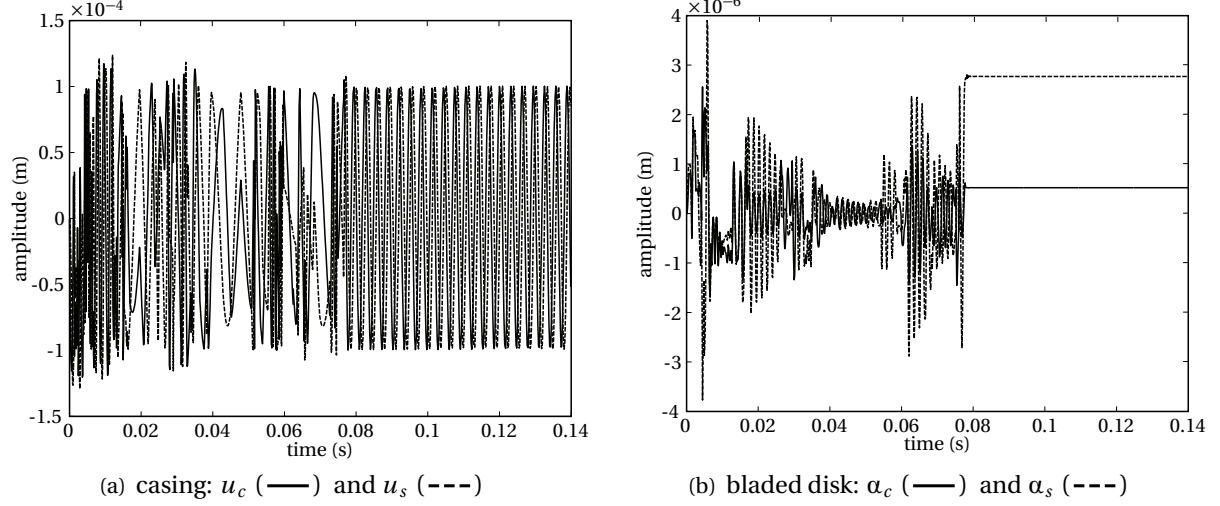 ×10⁻⁴
1.5
1
0.5
0
-0.5
-1
-1.5
amplitude (m)
0 0.02 0.04 0.06 0.08 0.1 0.12 0.14
time (s)
(a) casing: u_c (——) and u_s (---)
×10⁻⁶
4
3
2
1
0
-1
-2
-3
-4
amplitude (m)
0 0.02 0.04 0.06 0.08 0.1 0.12 0.14
time (s)
(b) bladed disk: α_c (——) and α_s (---)